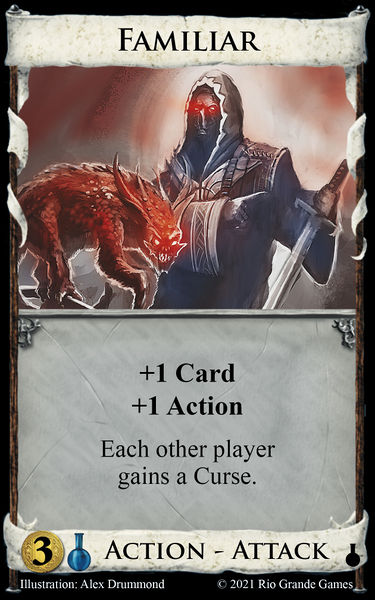 FAMILIAR
+1 Card
+1 Action
Each other player
gains a Curse.
3 ACTION - ATTACK
Illustration: Alex Drummond © 2021 Rio Grande Games